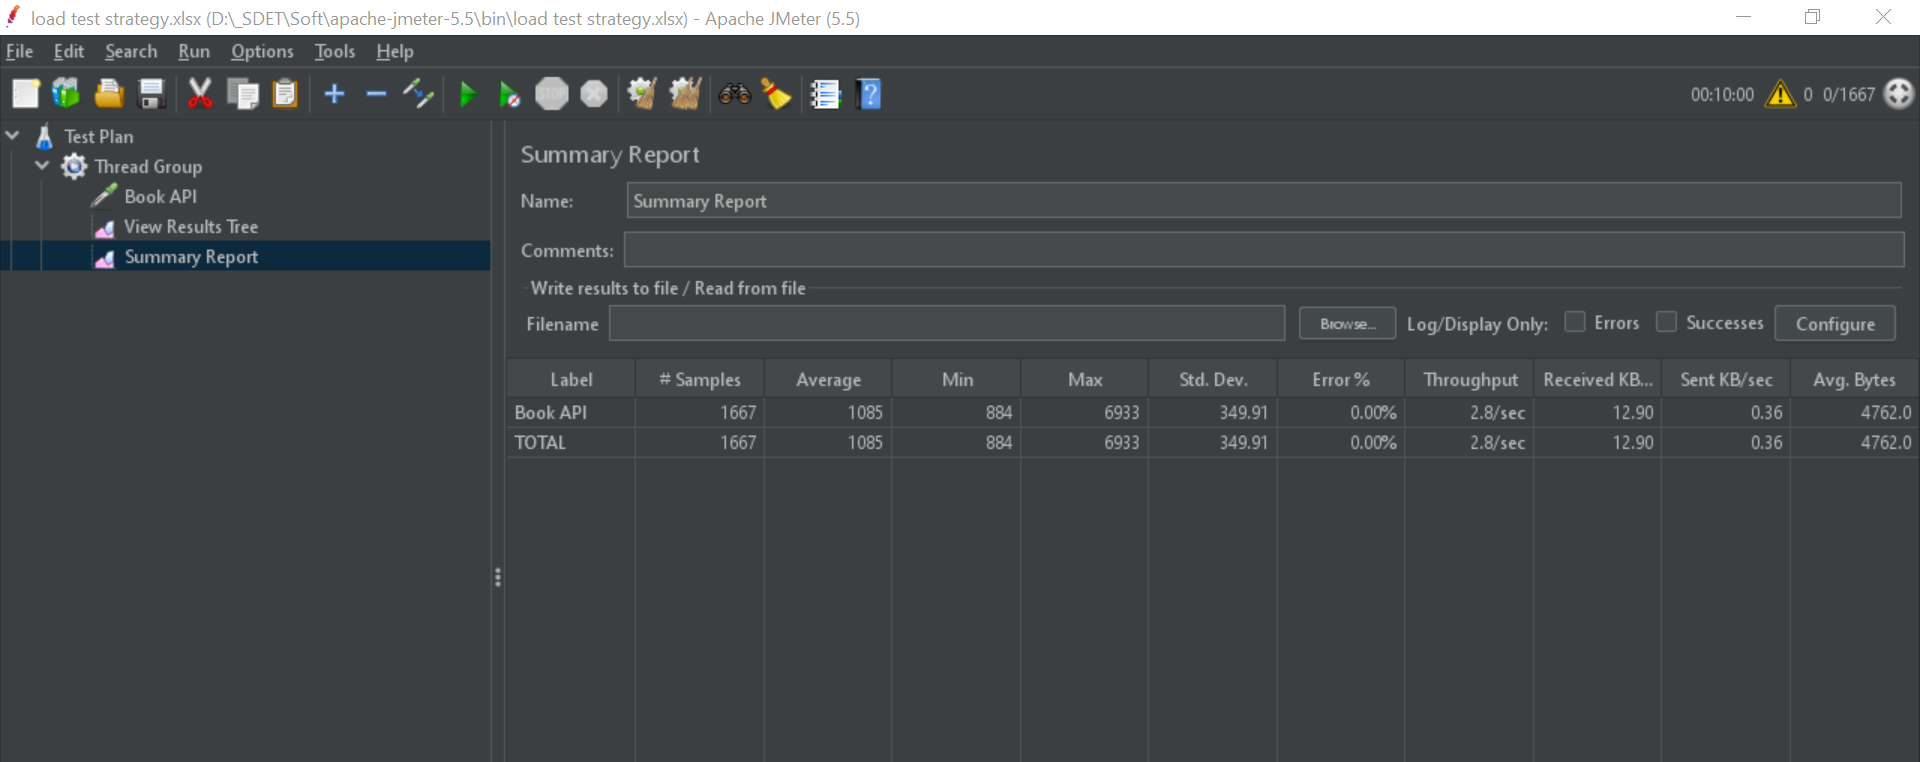 load test strategy.xlsx (D:\_SDET\Soft\apache-jmeter-5.5\bin\load test strategy.xlsx) - Apache JMeter (5.5)
File Edit Search Run Options Tools Help
STOP 00:10:00 0 0/1667
Test Plan
Thread Group
Book API
View Results Tree
Summary Report
Summary Report
Name: Summary Report
Comments:
Write results to file / Read from file
Filename Browse... Log/Display Only: Errors Successes Configure
Label # Samples Average Min Max Std. Dev. Error % Throughput Received KB... Sent KB/sec Avg. Bytes
Book API 1667 1085 884 6933 349.91 0.00% 2.8/sec 12.90 0.36 4762.0
TOTAL 1667 1085 884 6933 349.91 0.00% 2.8/sec 12.90 0.36 4762.0